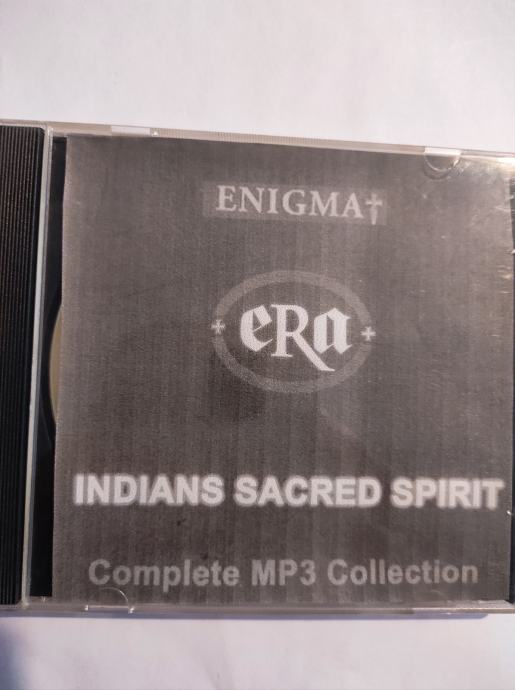 ENIGMA†
eRa
INDIANS SACRED SPIRIT
Complete MP3 Collection